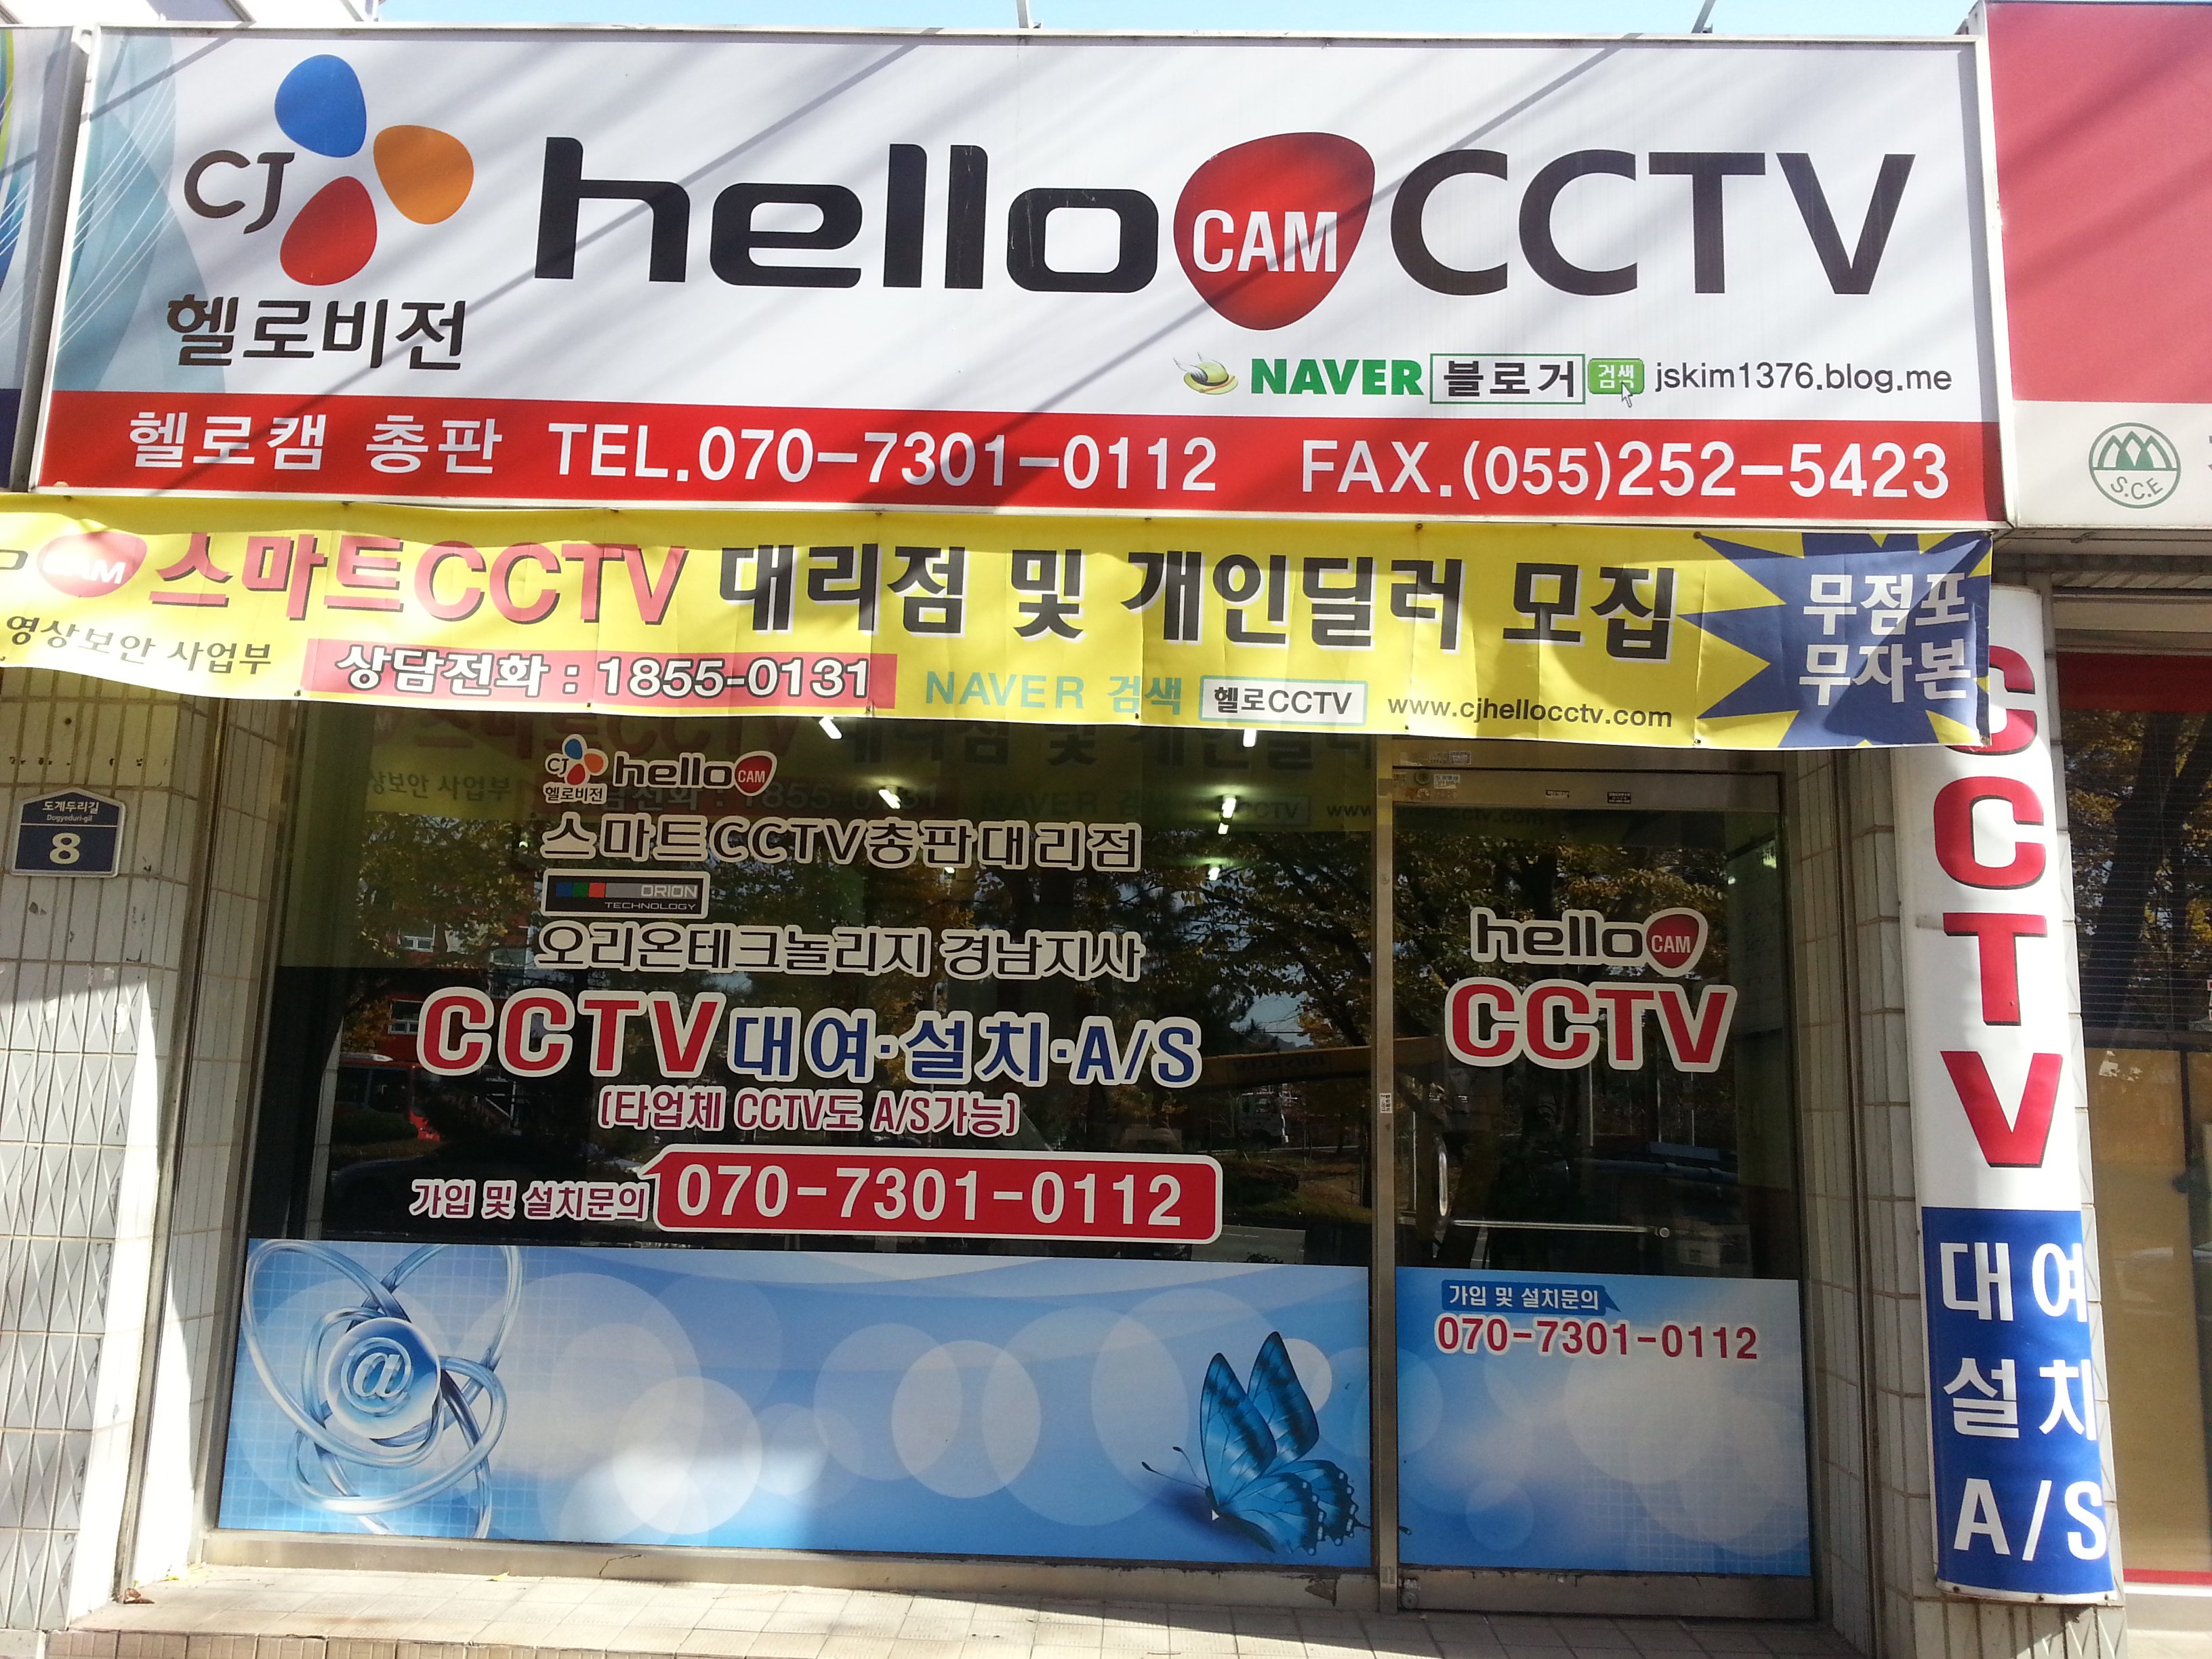 CJ
헬로비전
hello CAM CCTV
NAVER 블로거 검색 jskim1376.blog.me
헬로캠 총판 TEL.070-7301-0112 FAX.(055)252-5423
S.C.E
CAM 스마트CCTV 대리점 및 개인딜러 모집
무점포
무자본
영상보안 사업부 상담전화 : 1855-0131 NAVER 검색 헬로CCTV www.cjhellocctv.com
도계두리길
Dogyeduri-gil
8
CJ 헬로비전 hello CAM
스마트CCTV총판대리점
ORION
TECHNOLOGY
오리온테크놀리지 경남지사
CCTV대여·설치·A/S
(타업체 CCTV도 A/S가능)
가입 및 설치문의 070-7301-0112
@
hello CAM
CCTV
가입 및 설치문의
070-7301-0112
CCTV
대여
설치
A/S